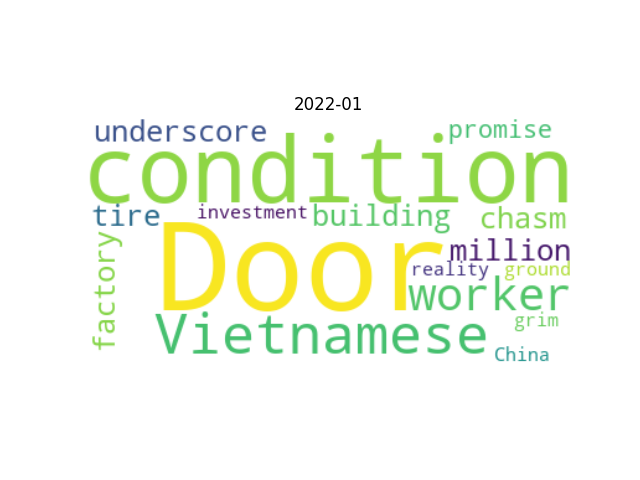 2022-01
underscore promise
condition
tire investment building chasm
Door
million
reality ground
factory
worker
Vietnamese
grim
China